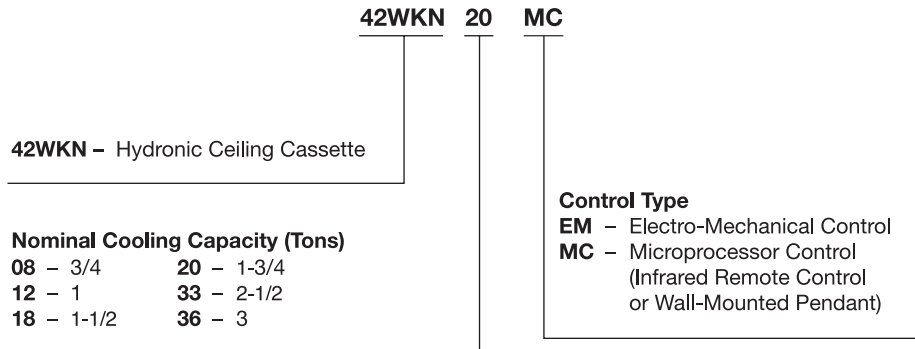 42WKN 20 MC
42WKN – Hydronic Ceiling Cassette
Nominal Cooling Capacity (Tons)
08 – 3/4 20 – 1-3/4
12 – 1 33 – 2-1/2
18 – 1-1/2 36 – 3
Control Type
EM – Electro-Mechanical Control
MC – Microprocessor Control
(Infrared Remote Control
or Wall-Mounted Pendant)